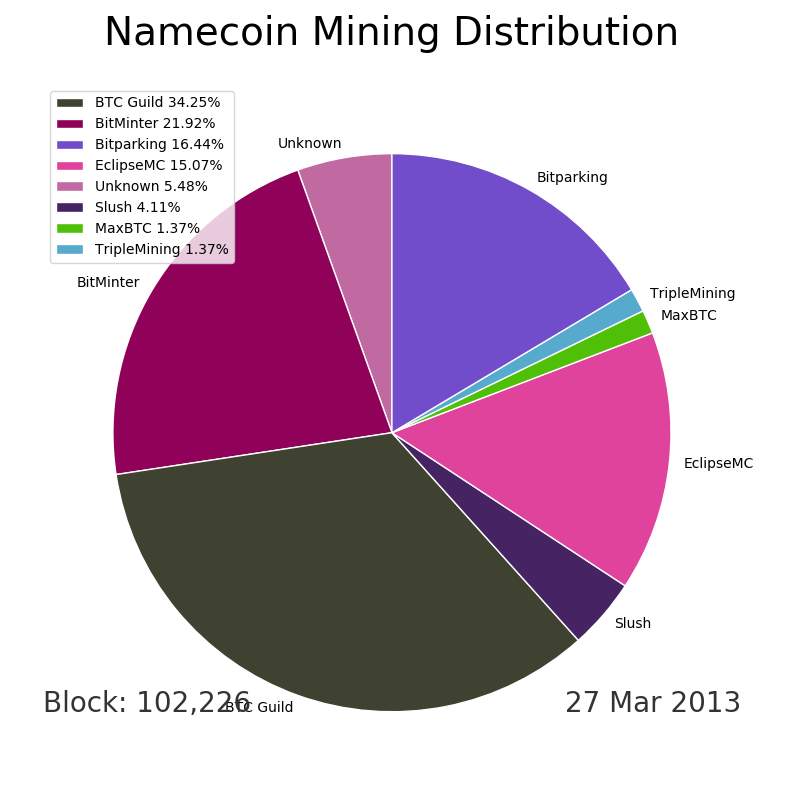 Namecoin Mining Distribution
BTC Guild 34.25%
BitMinter 21.92%
Bitparking 16.44%
EclipseMC 15.07%
Unknown 5.48%
Slush 4.11%
MaxBTC 1.37%
TripleMining 1.37%
Unknown
Bitparking
BitMinter
TripleMining
MaxBTC
EclipseMC
Slush
BTC Guild
Block: 102,226
27 Mar 2013